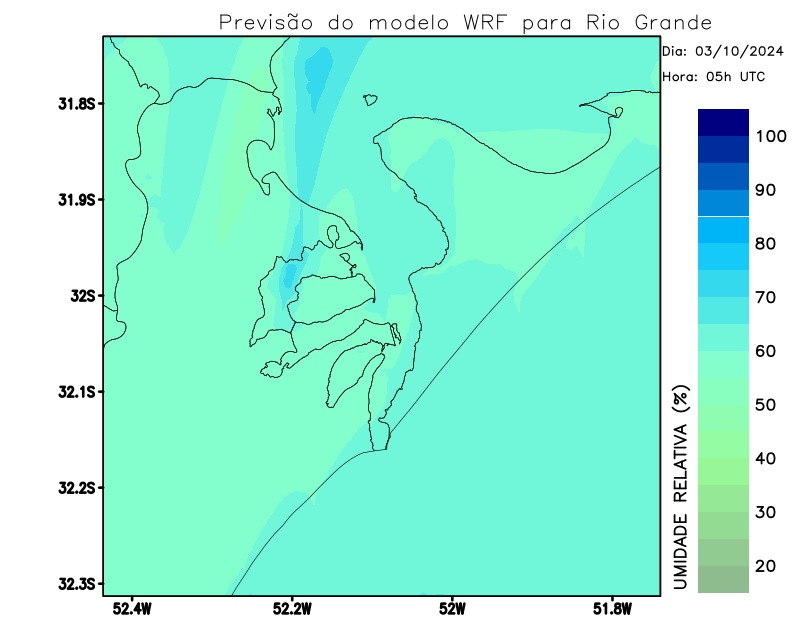 Previsão do modelo WRF para Rio Grande
Dia: 03/10/2024
Hora: 05h UTC
31.8S
31.9S
32S
32.1S
32.2S
32.3S
52.4W
52.2W
52W
51.8W
100
90
80
70
60
50
40
30
20
UMIDADE RELATIVA (%)